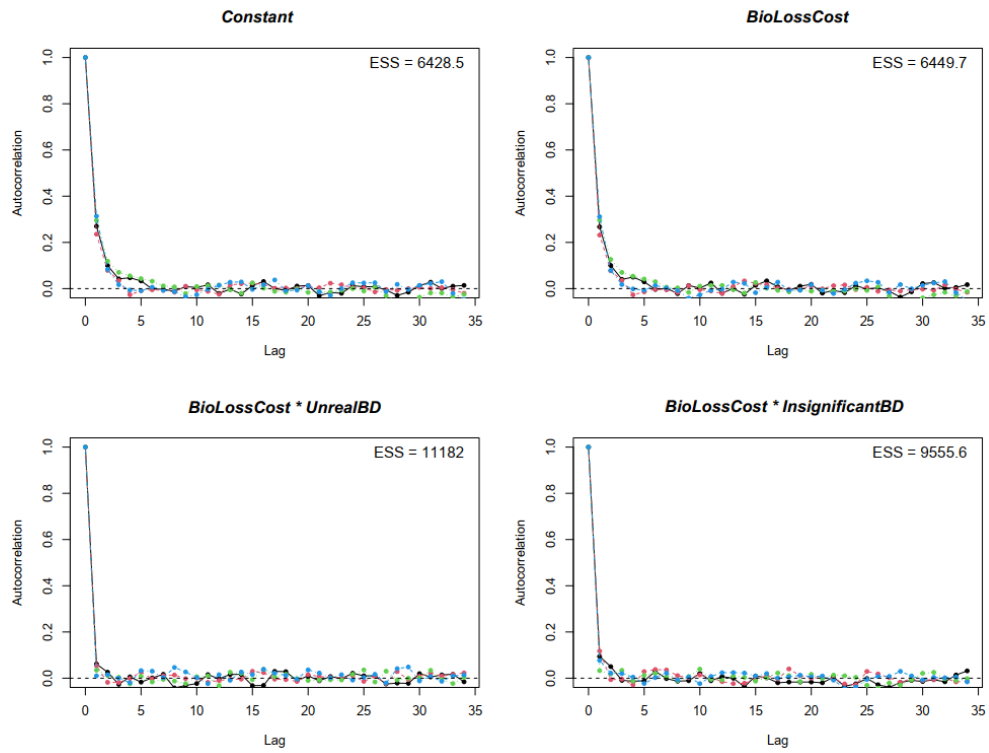 Constant
ESS = 6428.5
Autocorrelation
1.0
0.8
0.6
0.4
0.2
0.0
0 5 10 15 20 25 30 35
Lag
BioLossCost
ESS = 6449.7
Autocorrelation
1.0
0.8
0.6
0.4
0.2
0.0
0 5 10 15 20 25 30 35
Lag
BioLossCost * UnrealBD
ESS = 11182
Autocorrelation
1.0
0.8
0.6
0.4
0.2
0.0
0 5 10 15 20 25 30 35
Lag
BioLossCost * InsignificantBD
ESS = 9555.6
Autocorrelation
1.0
0.8
0.6
0.4
0.2
0.0
0 5 10 15 20 25 30 35
Lag